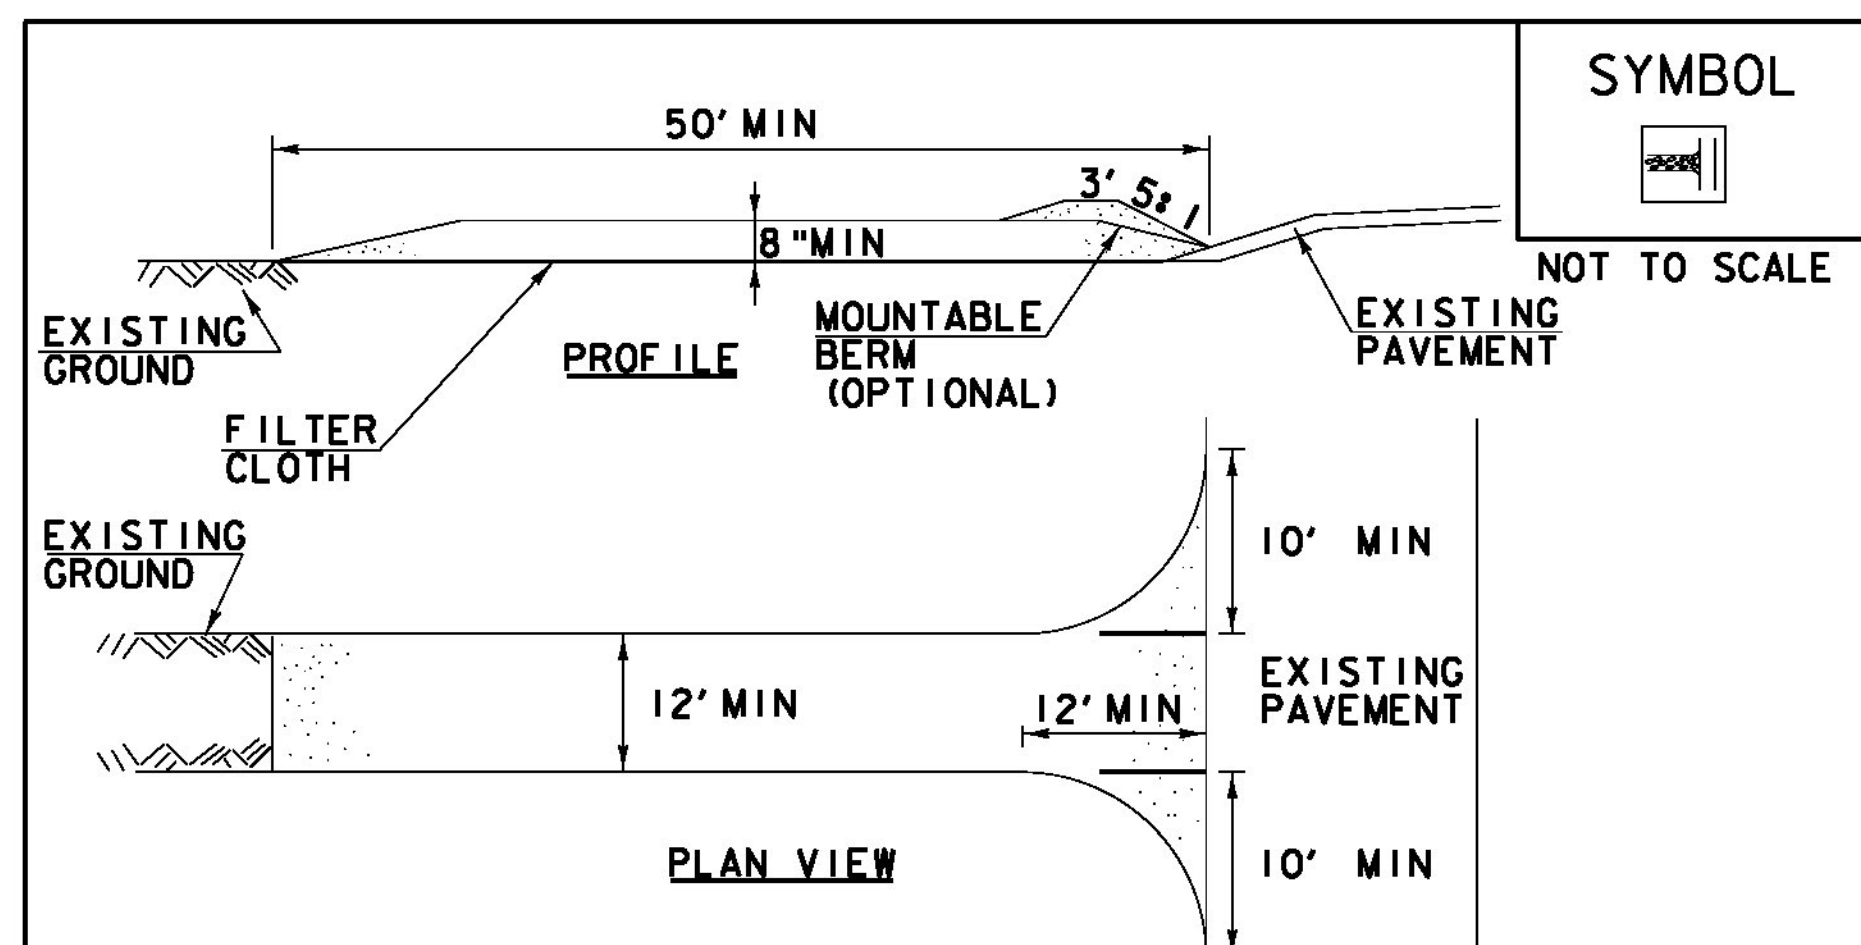 SYMBOL
50' MIN
3' 5:1
8"MIN
NOT TO SCALE
EXISTING
GROUND
PROFILE
MOUNTABLE
BERM
(OPTIONAL)
EXISTING
PAVEMENT
FILTER
CLOTH
EXISTING
GROUND
10' MIN
12' MIN
12' MIN
EXISTING
PAVEMENT
PLAN VIEW
10' MIN